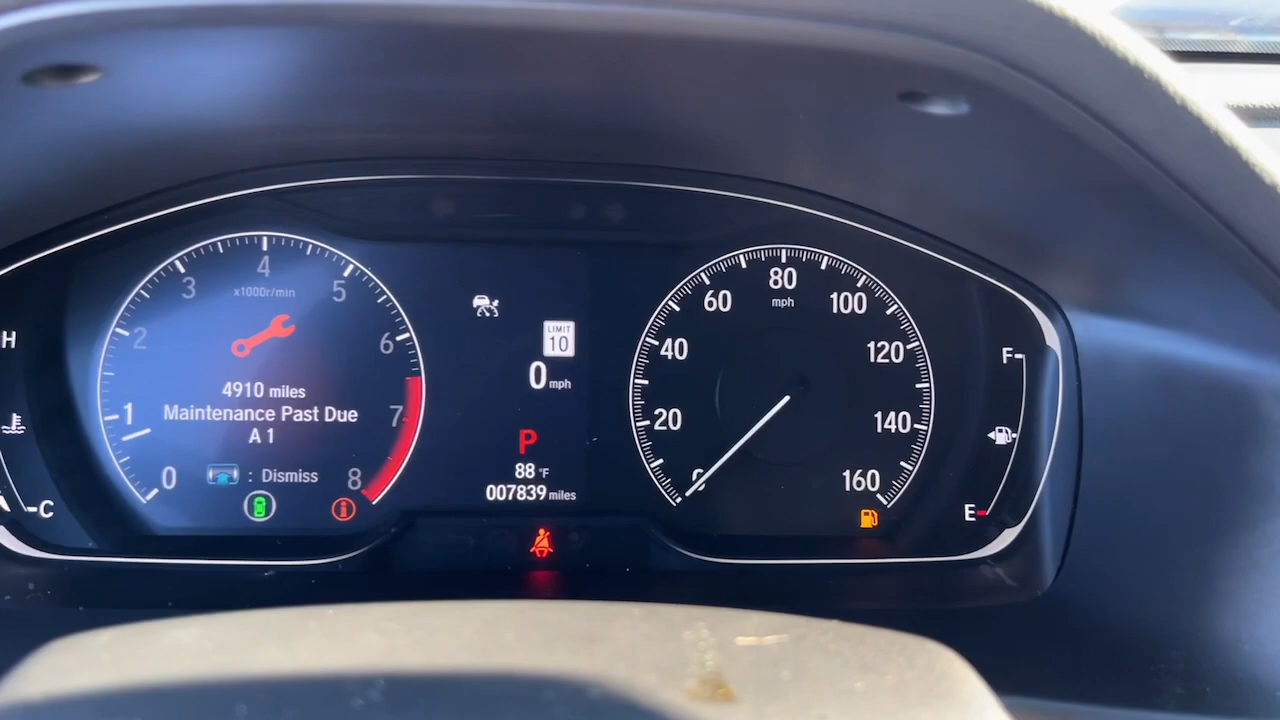 H
C
x1000r/min
0
1
2
3
4
5
6
7
8
4910 miles
Maintenance Past Due
A 1
: Dismiss
LIMIT
10
0 mph
P
88 °F
007839 miles
mph
0
20
40
60
80
100
120
140
160
F
E